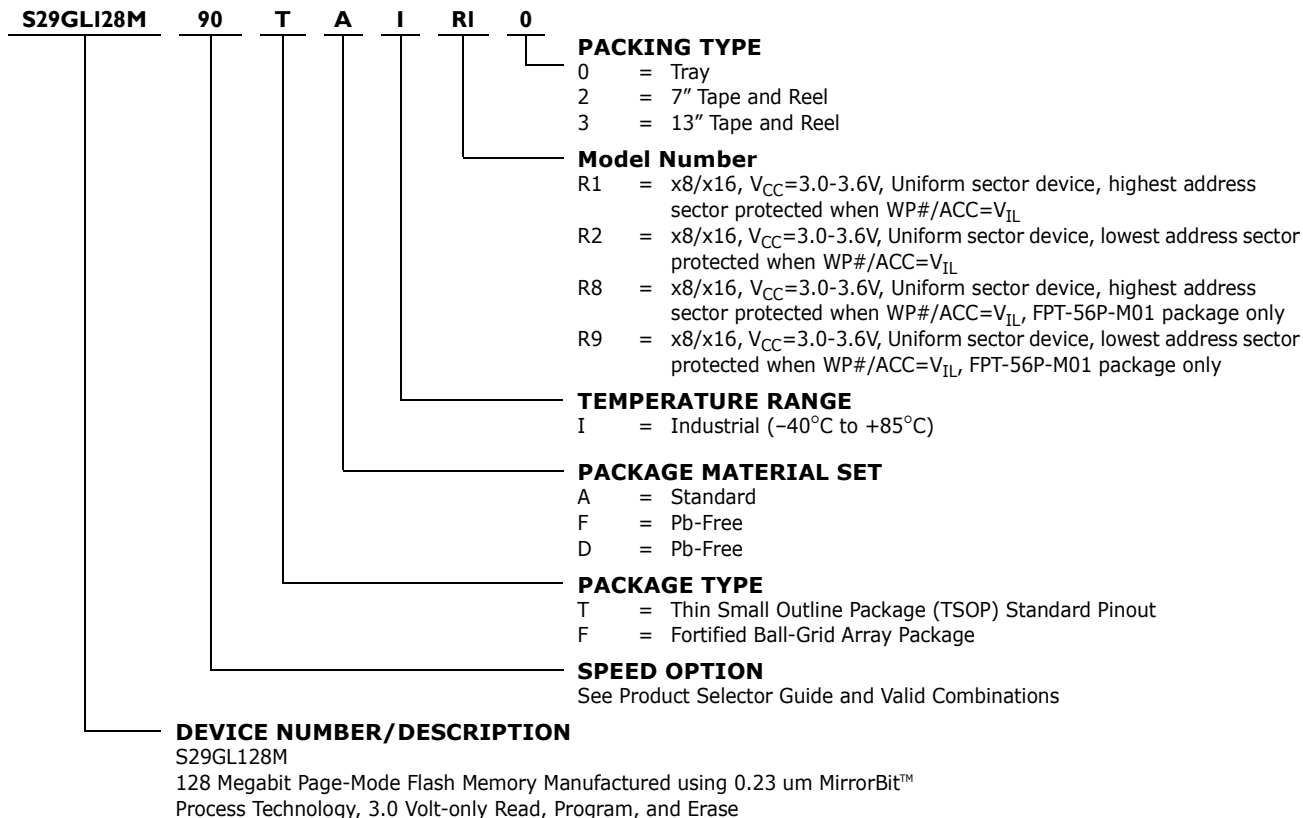 S29GL128M 90 T A I R1 0
PACKING TYPE
0 = Tray
2 = 7" Tape and Reel
3 = 13" Tape and Reel
Model Number
R1 = x8/x16, VCC=3.0-3.6V, Uniform sector device, highest address
sector protected when WP#/ACC=VIL
R2 = x8/x16, VCC=3.0-3.6V, Uniform sector device, lowest address sector
protected when WP#/ACC=VIL
R8 = x8/x16, VCC=3.0-3.6V, Uniform sector device, highest address
sector protected when WP#/ACC=VIL, FPT-56P-M01 package only
R9 = x8/x16, VCC=3.0-3.6V, Uniform sector device, lowest address sector
protected when WP#/ACC=VIL, FPT-56P-M01 package only
TEMPERATURE RANGE
I = Industrial (–40°C to +85°C)
PACKAGE MATERIAL SET
A = Standard
F = Pb-Free
D = Pb-Free
PACKAGE TYPE
T = Thin Small Outline Package (TSOP) Standard Pinout
F = Fortified Ball-Grid Array Package
SPEED OPTION
See Product Selector Guide and Valid Combinations
DEVICE NUMBER/DESCRIPTION
S29GL128M
128 Megabit Page-Mode Flash Memory Manufactured using 0.23 um MirrorBit™
Process Technology, 3.0 Volt-only Read, Program, and Erase